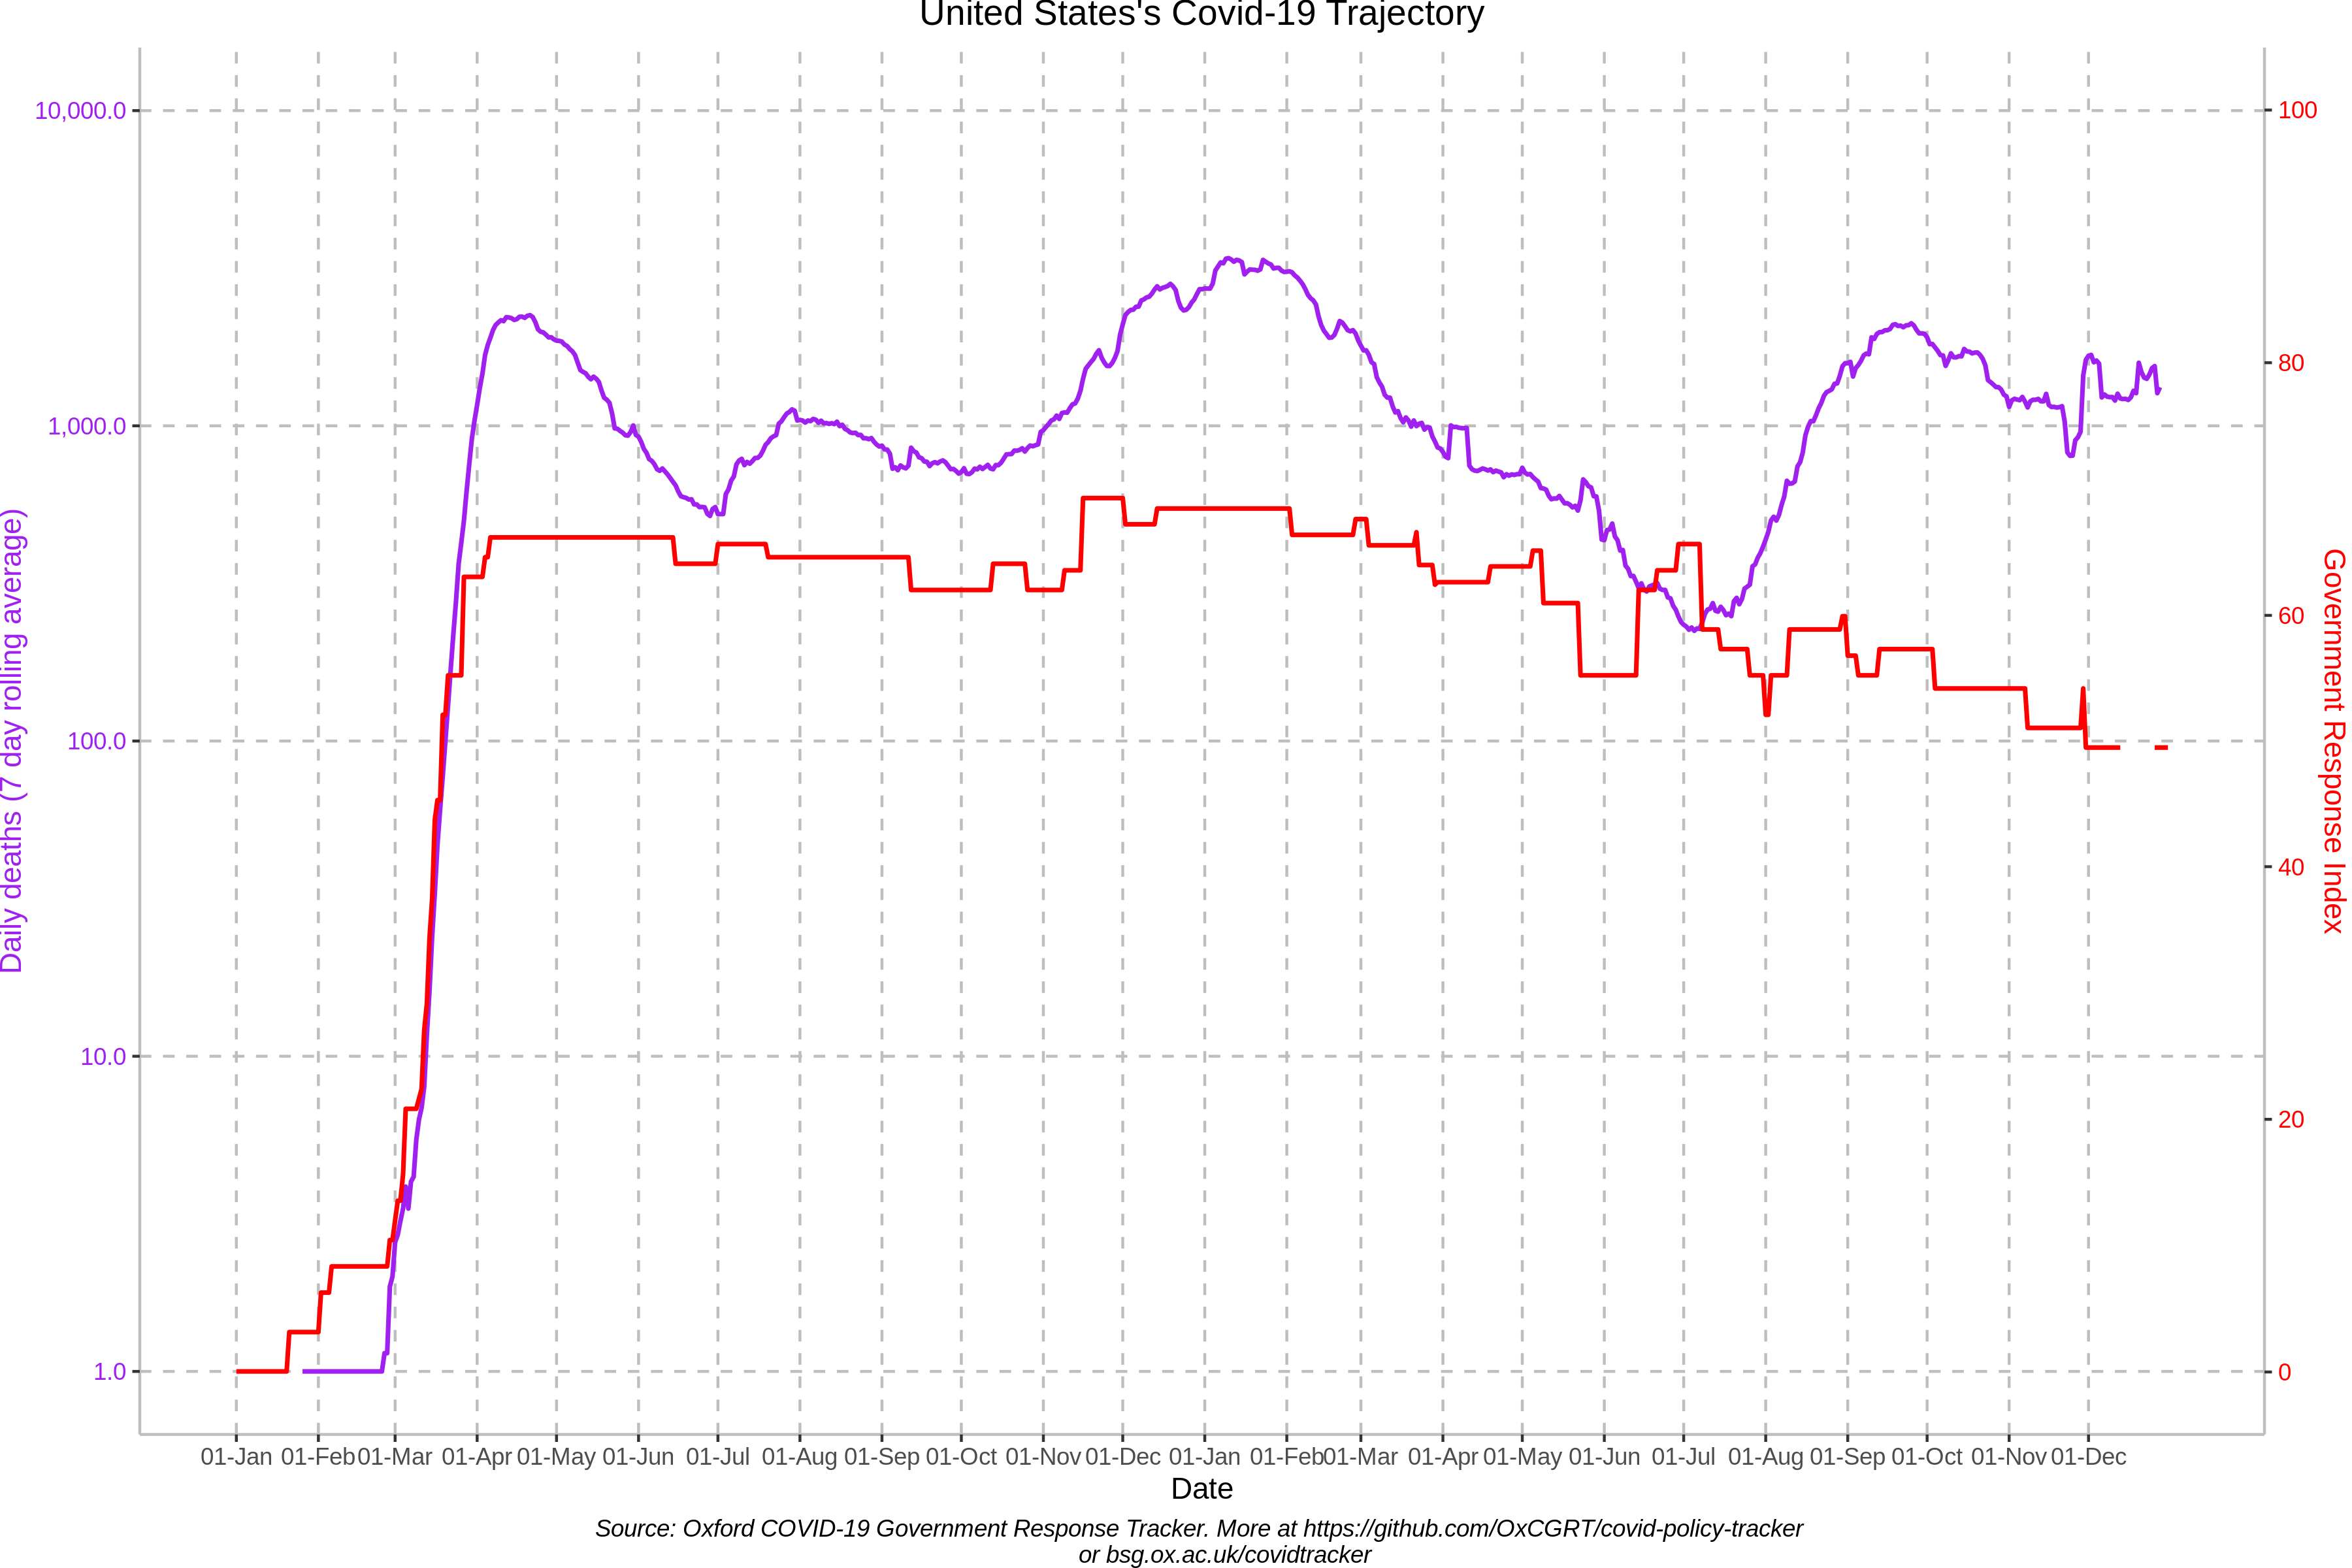 United States's Covid-19 Trajectory
10,000.0
1,000.0
100.0
10.0
1.0
Daily deaths (7 day rolling average)
100
80
60
40
20
0
Government Response Index
01-Jan 01-Feb 01-Mar 01-Apr 01-May 01-Jun 01-Jul 01-Aug 01-Sep 01-Oct 01-Nov 01-Dec 01-Jan 01-Feb 01-Mar 01-Apr 01-May 01-Jun 01-Jul 01-Aug 01-Sep 01-Oct 01-Nov 01-Dec
Date
Source: Oxford COVID-19 Government Response Tracker. More at https://github.com/OxCGRT/covid-policy-tracker
or bsg.ox.ac.uk/covidtracker